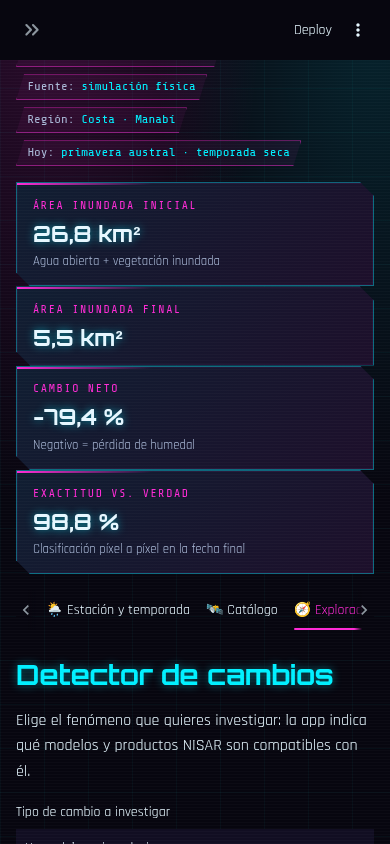 Deploy
Fuente: simulación física
Región: Costa · Manabí
Hoy: primavera austral · temporada seca
ÁREA INUNDADA INICIAL
26,8 km²
Agua abierta + vegetación inundada
ÁREA INUNDADA FINAL
5,5 km²
CAMBIO NETO
-79,4 %
Negativo = pérdida de humedal
EXACTITUD VS. VERDAD
98,8 %
Clasificación píxel a píxel en la fecha final
Estación y temporada Catálogo Explorac
Detector de cambios
Elige el fenómeno que quieres investigar: la app indica
qué modelos y productos NISAR son compatibles con
él.
Tipo de cambio a investigar